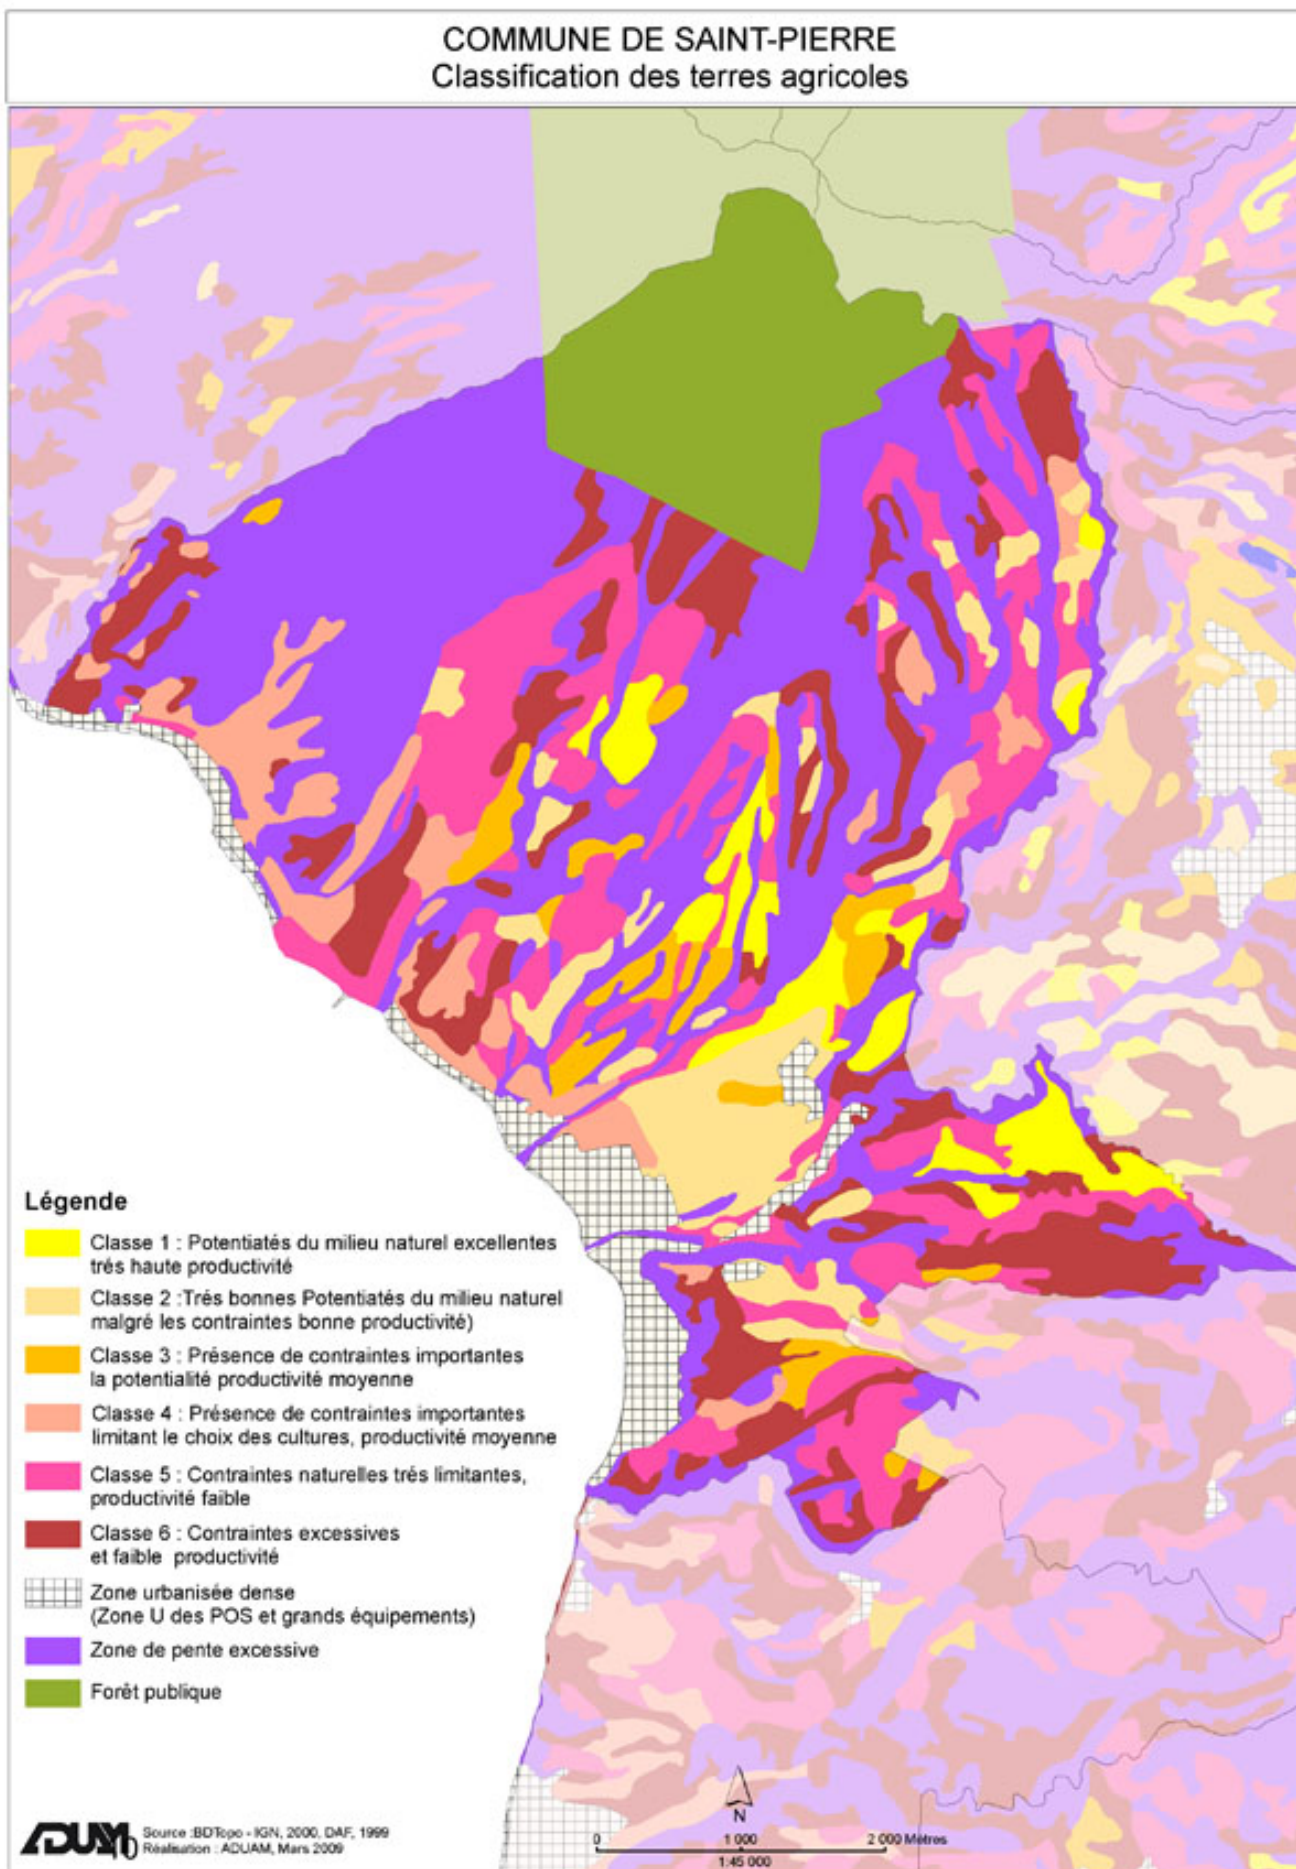 COMMUNE DE SAINT-PIERRE
Classification des terres agricoles
Légende
Classe 1 : Potentiatés du milieu naturel excellentes
trés haute productivité
Classe 2 :Trés bonnes Potentiatés du milieu naturel
malgré les contraintes bonne productivité)
Classe 3 : Présence de contraintes importantes
la potentialité productivité moyenne
Classe 4 : Présence de contraintes importantes
limitant le choix des cultures, productivité moyenne
Classe 5 : Contraintes naturelles trés limitantes,
productivité faible
Classe 6 : Contraintes excessives
et faible productivité
Zone urbanisée dense
(Zone U des POS et grands équipements)
Zone de pente excessive
Forêt publique
ADUAM
Source :BDTopo - IGN, 2000, DAF, 1999
Réalisation : ADUAM, Mars 2009
N
0 1 000 2 000 Mètres
1:45 000